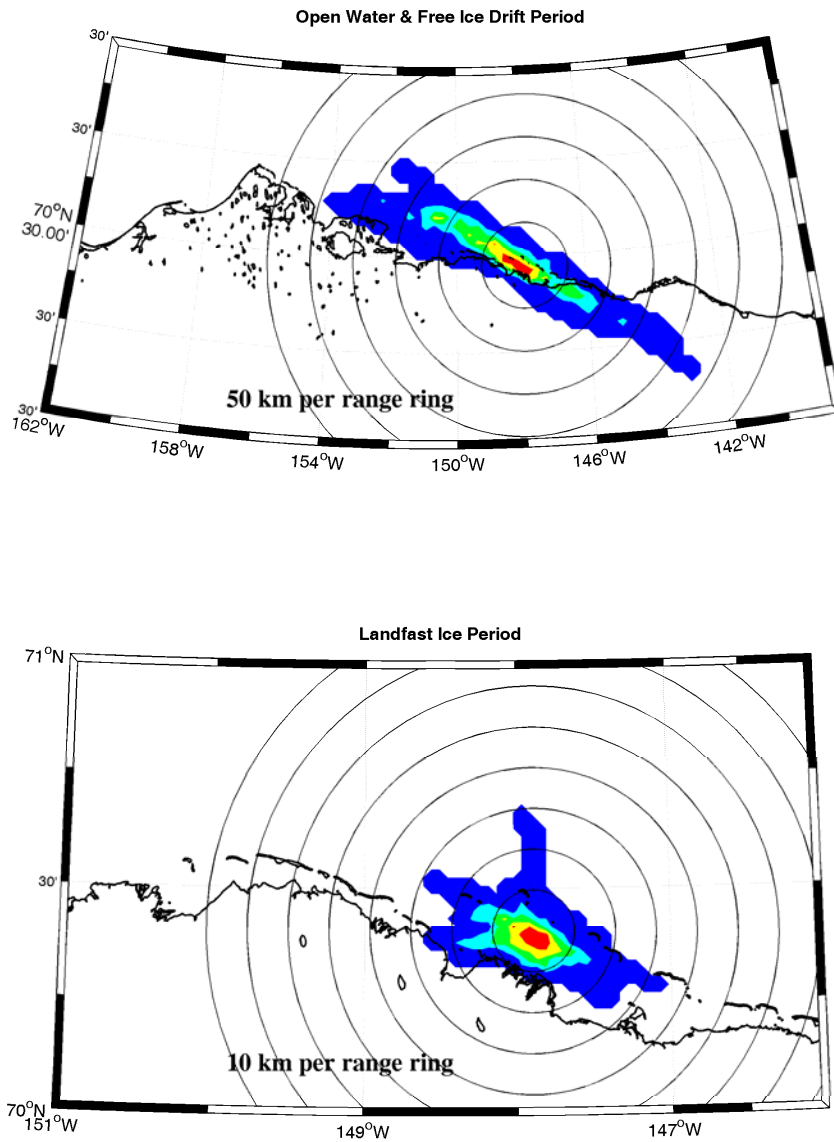 Open Water & Free Ice Drift Period
30'
30'
70°N
30.00'
30'
30'
162°W
158°W
154°W
150°W
146°W
142°W
50 km per range ring
Landfast Ice Period
71°N
30'
70°N
151°W
149°W
147°W
10 km per range ring